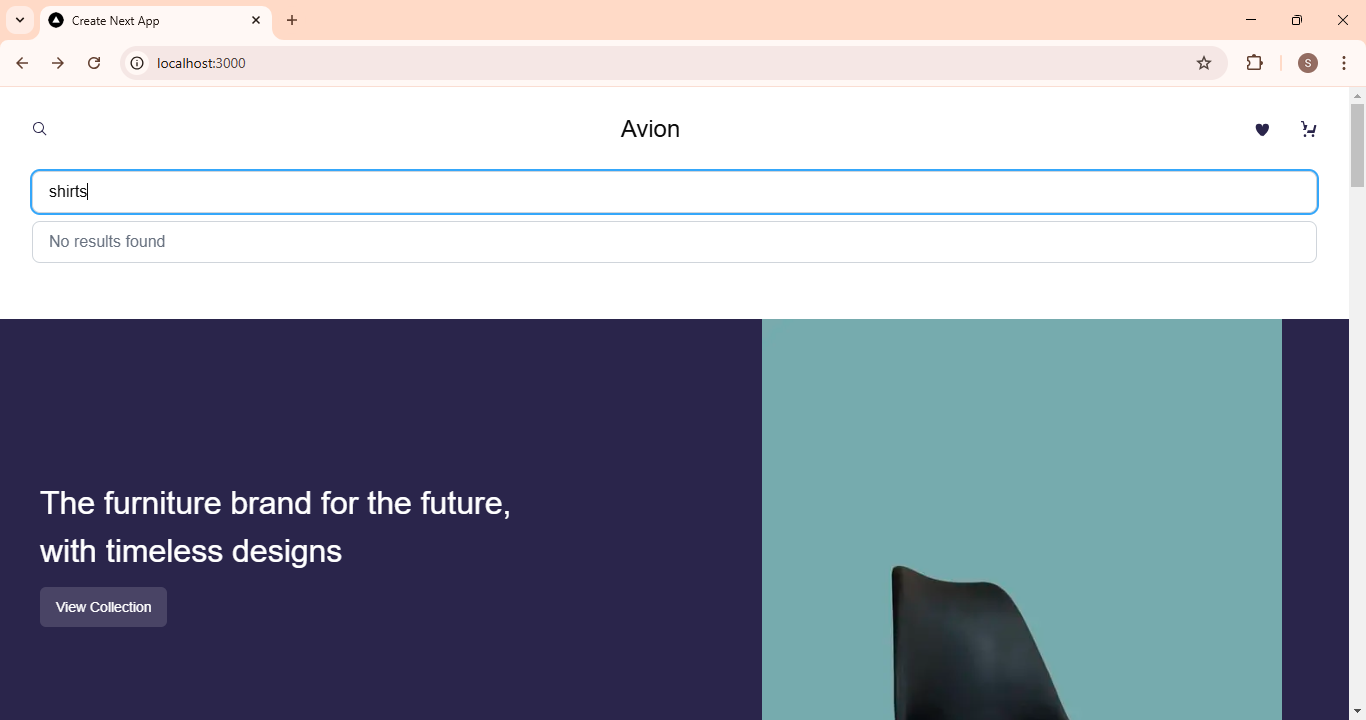 Create Next App
localhost:3000
S
Avion
shirts
No results found
The furniture brand for the future,
with timeless designs
View Collection